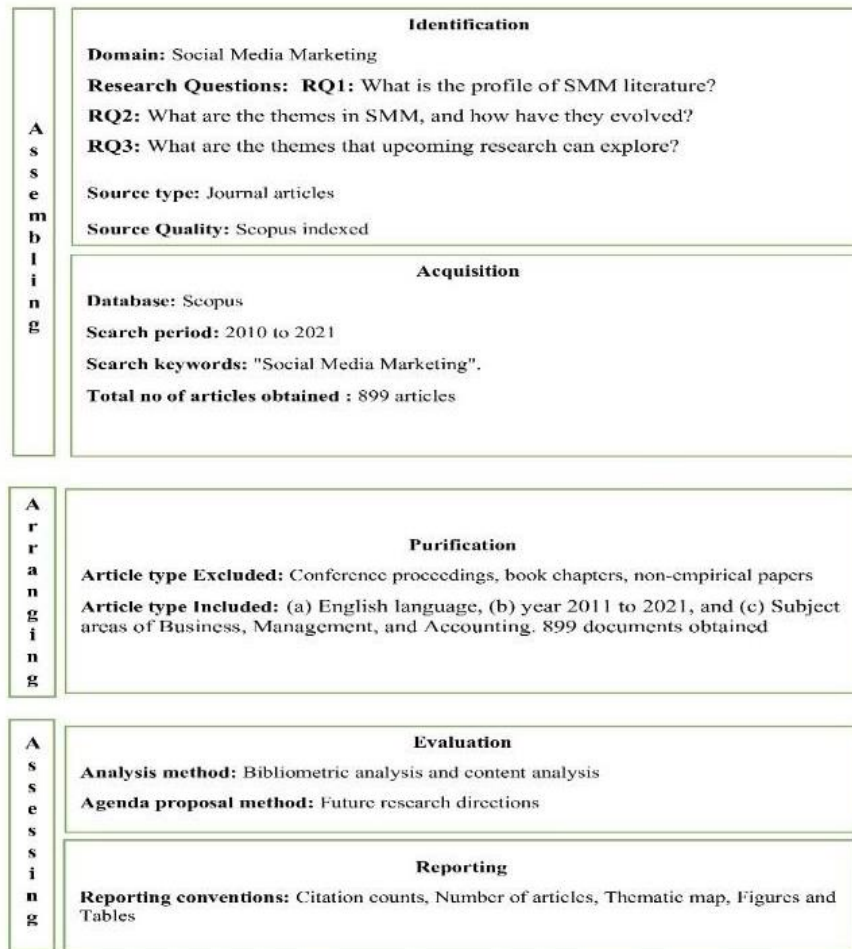 Assembling
Identification
Domain: Social Media Marketing
Research Questions: RQ1: What is the profile of SMM literature?
RQ2: What are the themes in SMM, and how have they evolved?
RQ3: What are the themes that upcoming research can explore?
Source type: Journal articles
Source Quality: Scopus indexed
Acquisition
Database: Scopus
Search period: 2010 to 2021
Search keywords: "Social Media Marketing".
Total no of articles obtained : 899 articles
Arranging
Purification
Article type Excluded: Conference proceedings, book chapters, non-empirical papers
Article type Included: (a) English language, (b) year 2011 to 2021, and (c) Subject
areas of Business, Management, and Accounting. 899 documents obtained
Assessing
Evaluation
Analysis method: Bibliometric analysis and content analysis
Agenda proposal method: Future research directions
Reporting
Reporting conventions: Citation counts, Number of articles, Thematic map, Figures and
Tables